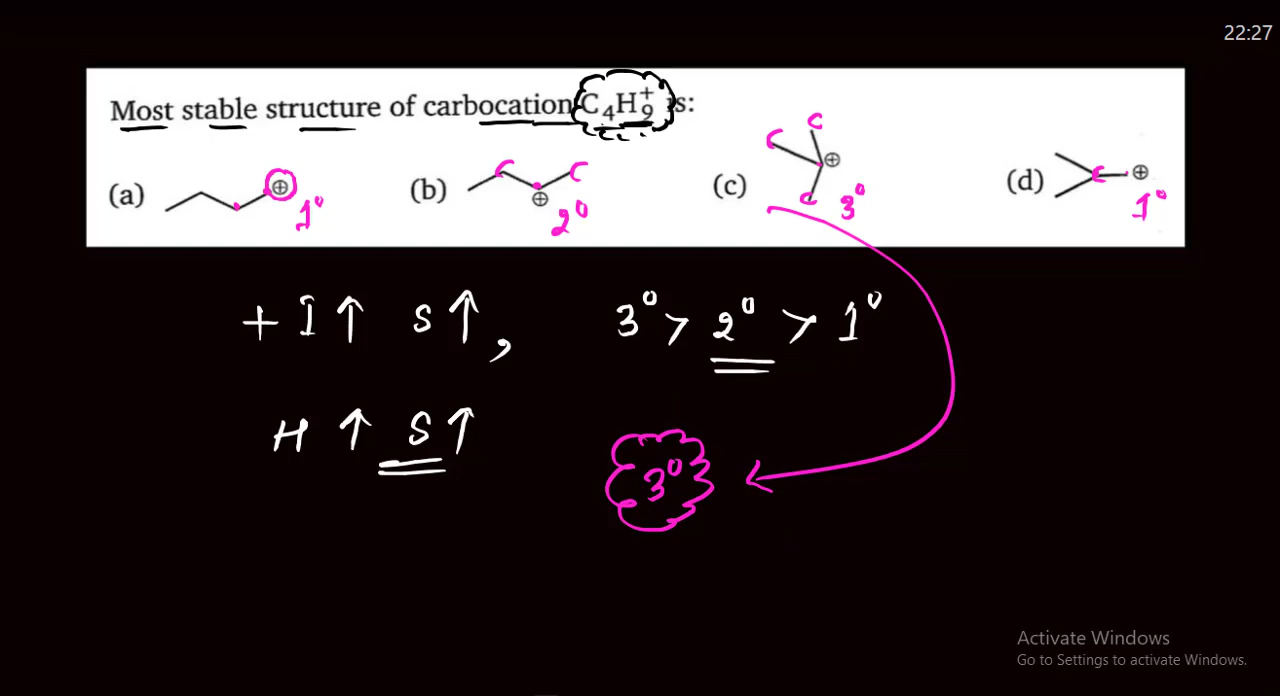 22:27
Most stable structure of carbocation C₄H₉⁺ is:
(a) ⊕ 1° (b) C C ⊕ 2° (c) C C C ⊕ 3° (d) C ⊕ 1°
+I↑ S↑, 3° > 2° > 1°
H↑ S↑
3°
Activate Windows
Go to Settings to activate Windows.